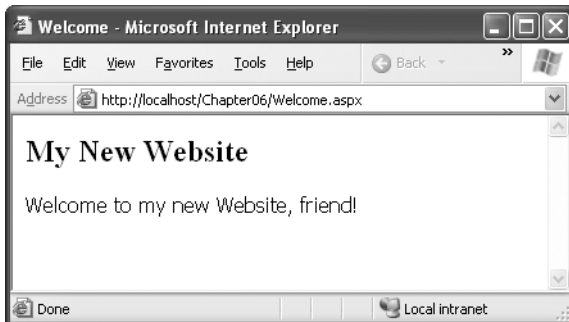 Welcome - Microsoft Internet Explorer
File Edit View Favorites Tools Help Back »
Address http://localhost/Chapter06/Welcome.aspx
My New Website
Welcome to my new Website, friend!
Done Local intranet